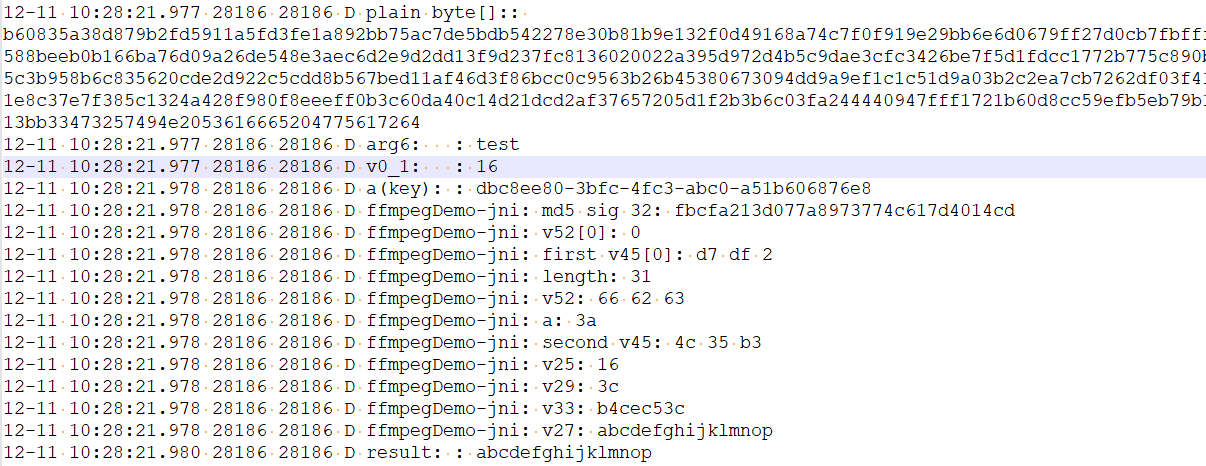 12-11 10:28:21.977 28186 28186 D plain byte[]::
b60835a38d879b2fd5911a5fd3fe1a892bb75ac7de5bdb542278e30b81b9e132f0d49168a74c7f0f919e29bb6e6d0679ff27d0cb7fbfff
588beeb0b166ba76d09a26de548e3aec6d2e9d2dd13f9d237fc8136020022a395d972d4b5c9dae3cfc3426be7f5d1fdcc1772b775c890b
5c3b958b6c835620cde2d922c5cdd8b567bed11af46d3f86bcc0c9563b26b45380673094dd9a9ef1c1c51d9a03b2c2ea7cb7262df03f41
1e8c37e7f385c1324a428f980f8eeeff0b3c60da40c14d21dcd2af37657205d1f2b3b6c03fa244440947fff1721b60d8cc59efb5eb79b1
13bb33473257494e2053616665204775617264
12-11 10:28:21.977 28186 28186 D arg6: : test
12-11 10:28:21.977 28186 28186 D v0_1: : 16
12-11 10:28:21.978 28186 28186 D a(key): : dbc8ee80-3bfc-4fc3-abc0-a51b606876e8
12-11 10:28:21.978 28186 28186 D ffmpegDemo-jni: md5 sig 32: fbcfa213d077a8973774c617d4014cd
12-11 10:28:21.978 28186 28186 D ffmpegDemo-jni: v52[0]: 0
12-11 10:28:21.978 28186 28186 D ffmpegDemo-jni: first v45[0]: d7 df 2
12-11 10:28:21.978 28186 28186 D ffmpegDemo-jni: length: 31
12-11 10:28:21.978 28186 28186 D ffmpegDemo-jni: v52: 66 62 63
12-11 10:28:21.978 28186 28186 D ffmpegDemo-jni: a: 3a
12-11 10:28:21.978 28186 28186 D ffmpegDemo-jni: second v45: 4c 35 b3
12-11 10:28:21.978 28186 28186 D ffmpegDemo-jni: v25: 16
12-11 10:28:21.978 28186 28186 D ffmpegDemo-jni: v29: 3c
12-11 10:28:21.978 28186 28186 D ffmpegDemo-jni: v33: b4cec53c
12-11 10:28:21.978 28186 28186 D ffmpegDemo-jni: v27: abcdefghijklmnop
12-11 10:28:21.980 28186 28186 D result: : abcdefghijklmnop